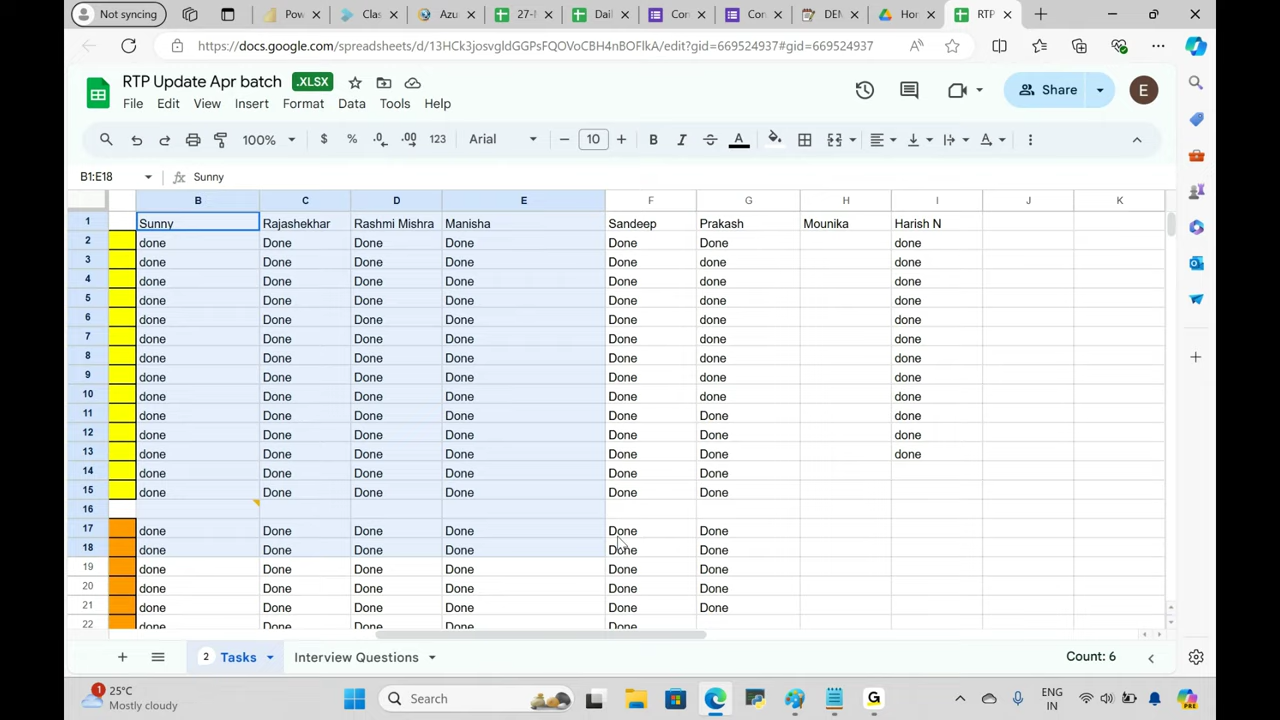 Not syncing
Pow
Clas
Azu
27-I
Dail
Con
Co
DEM
Hor
RTP
https://docs.google.com/spreadsheets/d/13HCk3josvgldGGPsFQOVoCBH4nBOFlkA/edit?gid=669524937#gid=669524937
RTP Update Apr batch .XLSX
Share
E
File Edit View Insert Format Data Tools Help
100% $ % .0 .00 123 Arial 10 B I A
B1:E18 fx Sunny
B C D E F G H I J K
1 Sunny Rajashekhar Rashmi Mishra Manisha Sandeep Prakash Mounika Harish N
2 done Done Done Done Done Done done
3 done Done Done Done Done done done
4 done Done Done Done Done done done
5 done Done Done Done Done done done
6 done Done Done Done Done done done
7 done Done Done Done Done done done
8 done Done Done Done Done done done
9 done Done Done Done Done done done
10 done Done Done Done Done done done
11 done Done Done Done Done Done done
12 done Done Done Done Done Done done
13 done Done Done Done Done Done done
14 done Done Done Done Done Done
15 done Done Done Done Done Done
16
17 done Done Done Done Done Done
18 done Done Done Done Done Done
19 done Done Done Done Done Done
20 done Done Done Done Done Done
21 done Done Done Done Done Done
22 done Done Done Done Done
2 Tasks Interview Questions Count: 6
1 25°C
Mostly cloudy
Search
G
ENG
IN
PRE